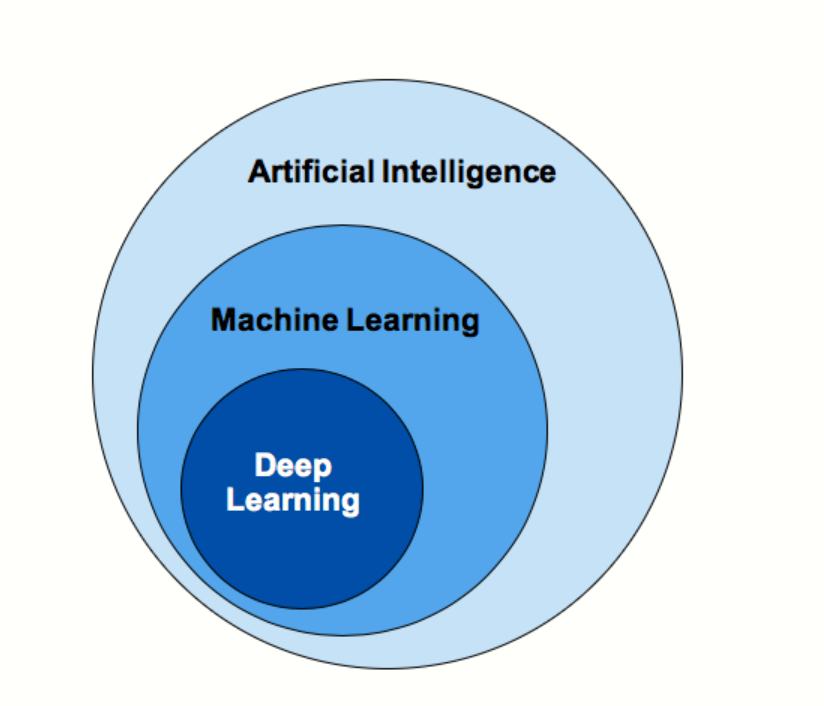 Artificial Intelligence
Machine Learning
Deep
Learning